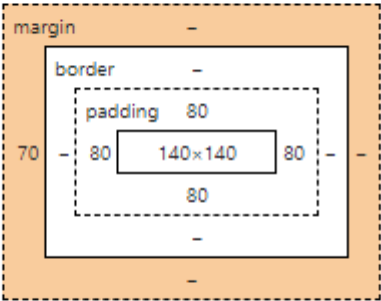 margin –
border –
padding 80
70 – 80 140×140 80 – –
80
–
–